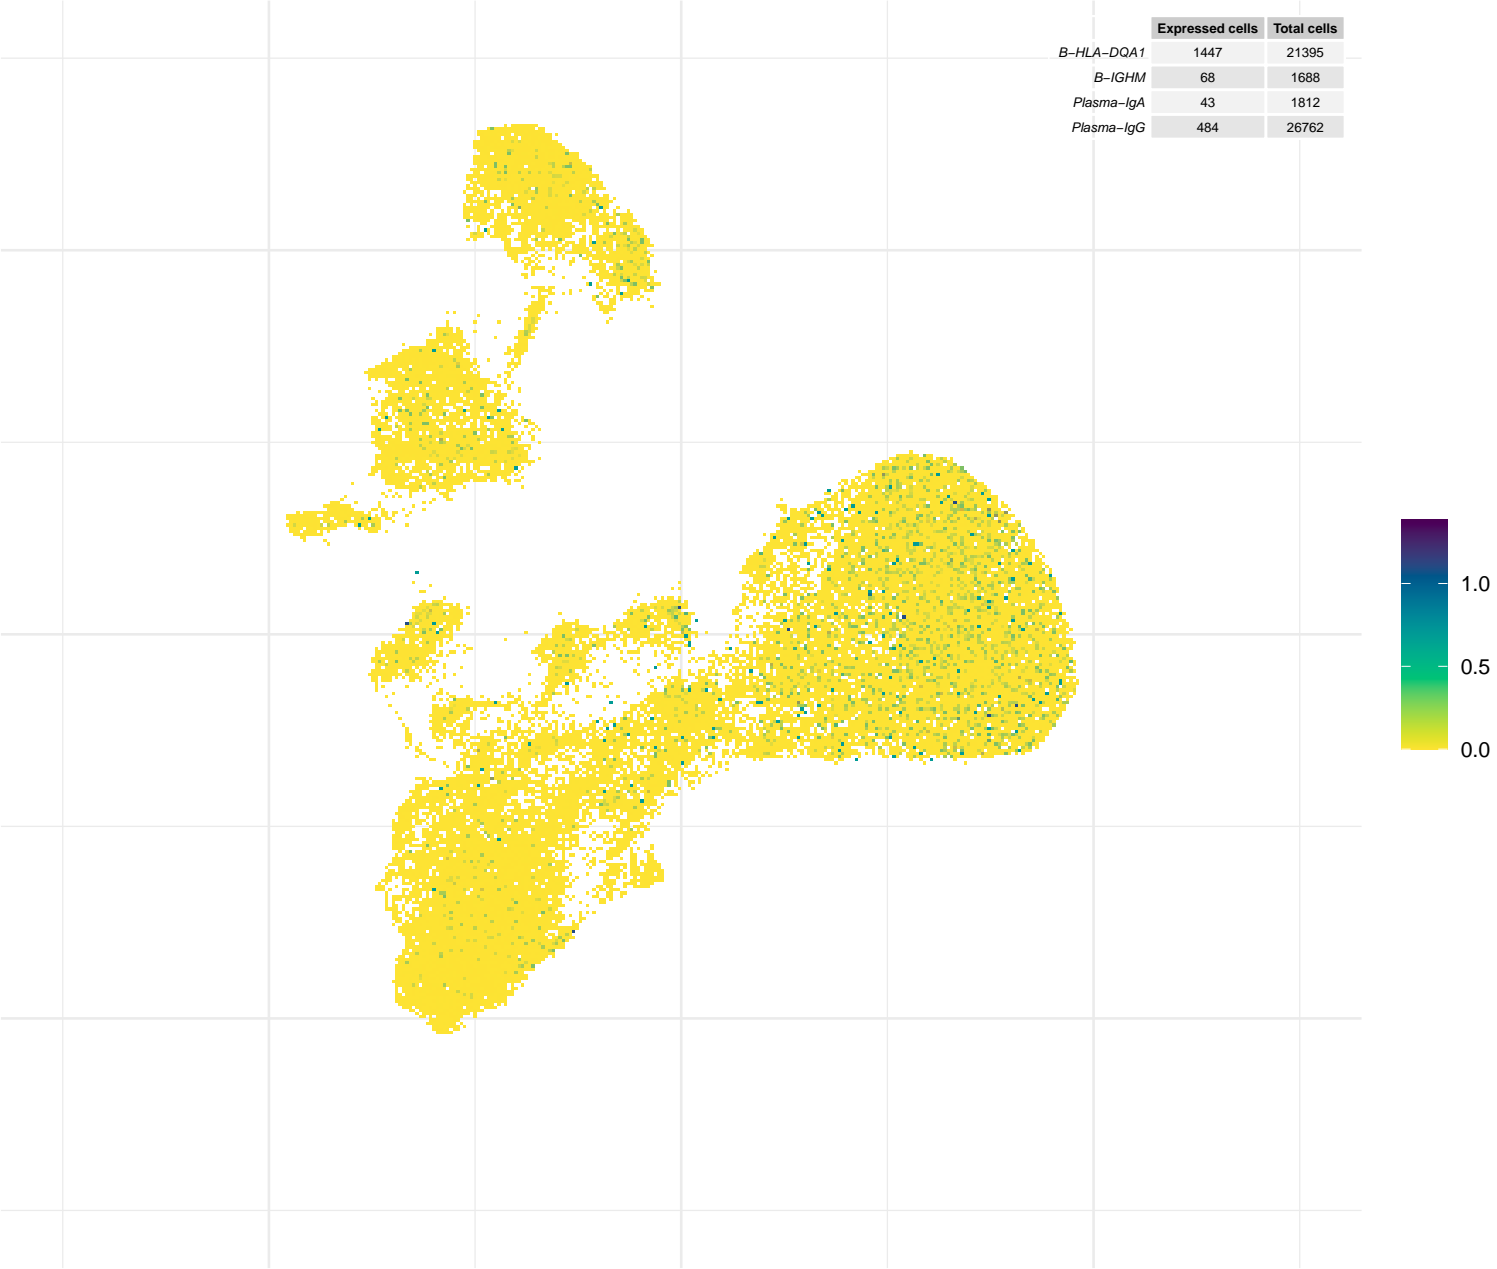 Expressed cells Total cells
B−HLA−DQA1 1447 21395
B−IGHM 68 1688
Plasma−IgA 43 1812
Plasma−IgG 484 26762
1.0
0.5
0.0